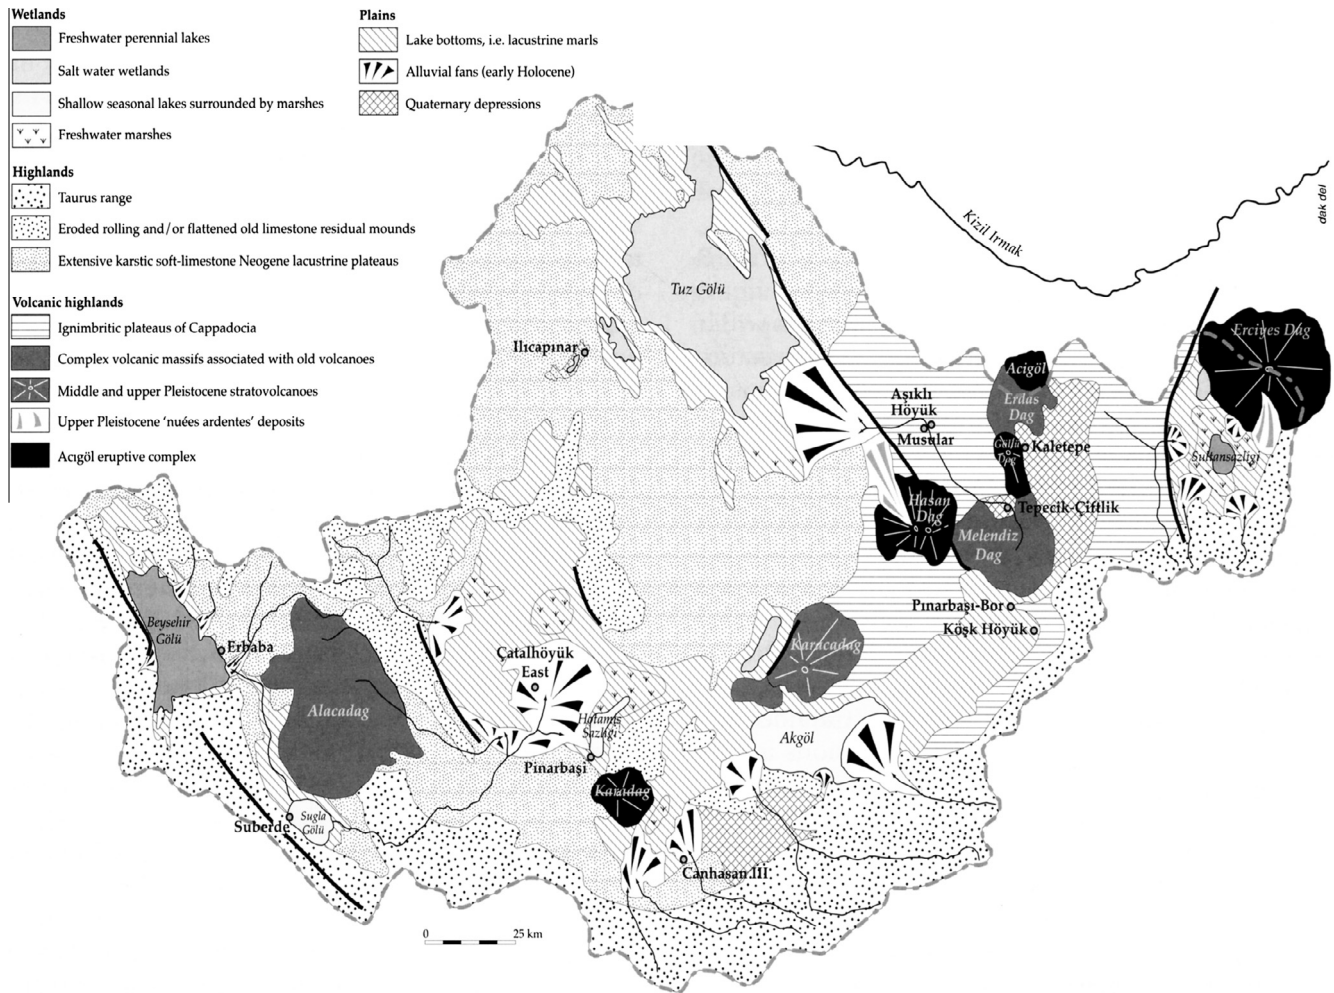 Wetlands
Freshwater perennial lakes
Salt water wetlands
Shallow seasonal lakes surrounded by marshes
Freshwater marshes
Highlands
Taurus range
Eroded rolling and/or flattened old limestone residual mounds
Extensive karstic soft-limestone Neogene lacustrine plateaus
Volcanic highlands
Ignimbritic plateaus of Cappadocia
Complex volcanic massifs associated with old volcanoes
Middle and upper Pleistocene stratovolcanoes
Upper Pleistocene ‘nuées ardentes’ deposits
Acıgöl eruptive complex
Plains
Lake bottoms, i.e. lacustrine marls
Alluvial fans (early Holocene)
Quaternary depressions
dak del
Kizil Irmak
Tuz Gölü
Erciyes Dag
Ilıcapınar
Acigöl
Erdas
Dag
Aşıklı
Höyük
Musular
Kaletepe
Sultansazligi
Hasan
Dag
Tepecik-Çiftlik
Melendiz
Dag
Pınarbaşı-Bor
Köşk Höyük
Beysehir
Gölü
Erbaba
Çatalhöyük
East
Karacadag
Alacadag
Hotamis
Sazligi
Akgöl
Pinarbaşi
Karadag
Suberde
Sugla
Gölü
Canhasan III
0 25 km